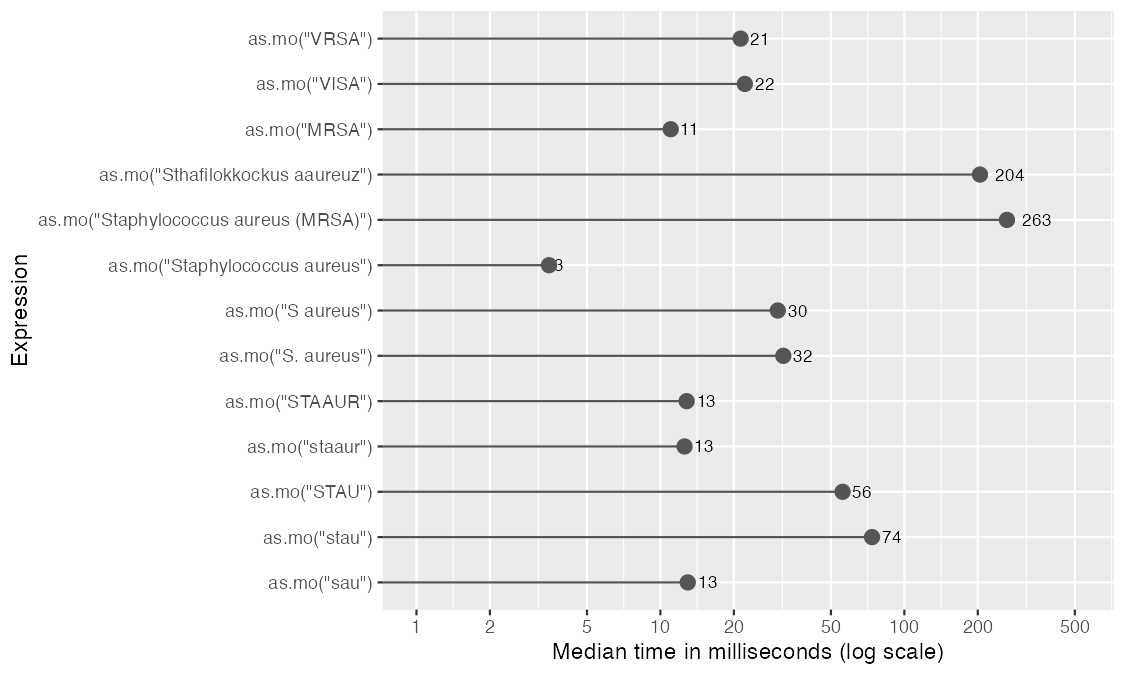 as.mo("VRSA")
21
as.mo("VISA")
22
as.mo("MRSA")
11
as.mo("Sthafilokkockus aaureuz")
204
as.mo("Staphylococcus aureus (MRSA)")
263
as.mo("Staphylococcus aureus")
3
as.mo("S aureus")
30
as.mo("S. aureus")
32
as.mo("STAAUR")
13
as.mo("staaur")
13
as.mo("STAU")
56
as.mo("stau")
74
as.mo("sau")
13
Expression
1 2 5 10 20 50 100 200 500
Median time in milliseconds (log scale)